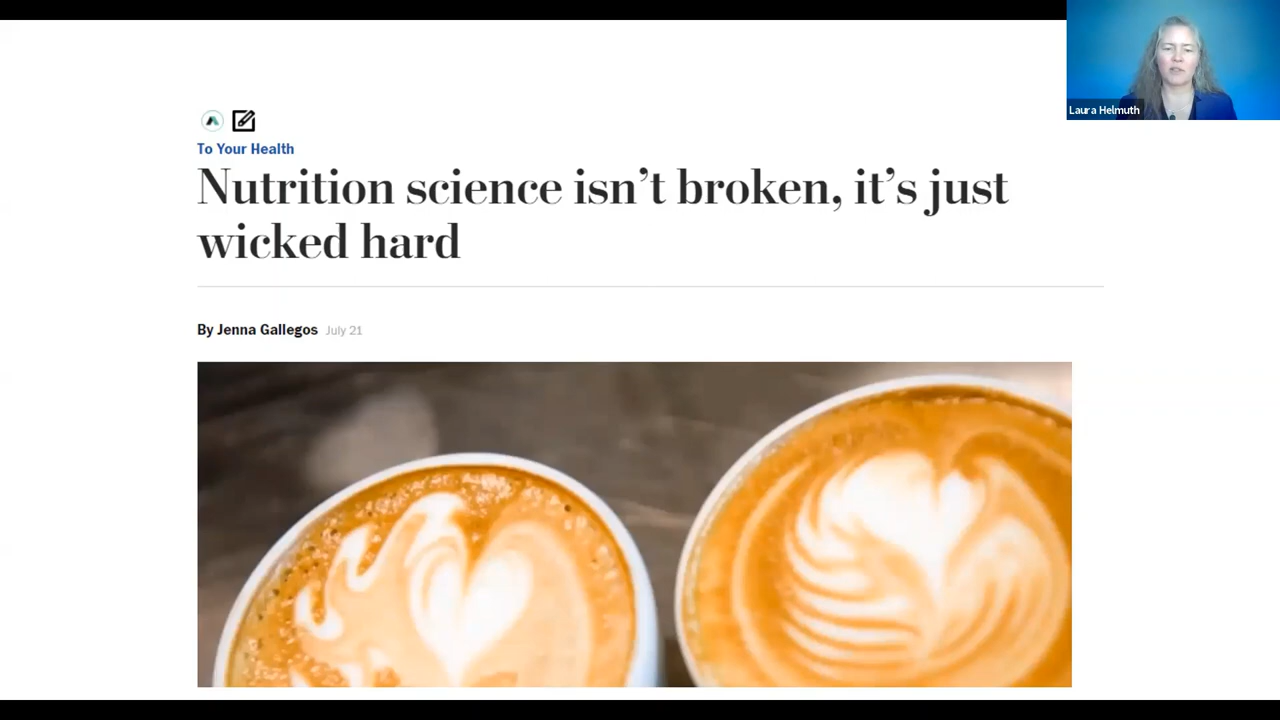 Laura Helmuth
To Your Health
Nutrition science isn’t broken, it’s just
wicked hard
By Jenna Gallegos July 21